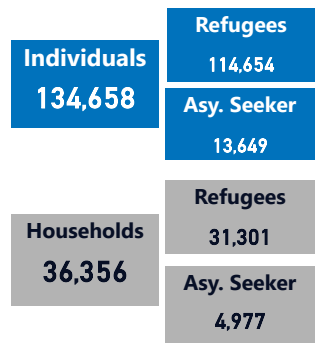 Individuals
134,658
Refugees
114,654
Asy. Seeker
13,649
Households
36,356
Refugees
31,301
Asy. Seeker
4,977